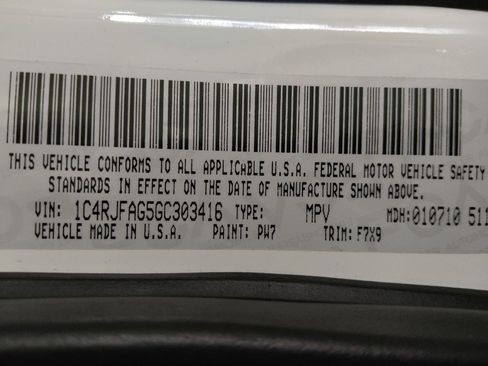 THIS VEHICLE CONFORMS TO ALL APPLICABLE U.S.A. FEDERAL MOTOR VEHICLE SAFETY
STANDARDS IN EFFECT ON THE DATE OF MANUFACTURE SHOWN ABOVE.
VIN: 1C4RJFAG5GC303416 TYPE: MPV MDH:010710 511
VEHICLE MADE IN U.S.A. PAINT: PW7 TRIM: F7X9